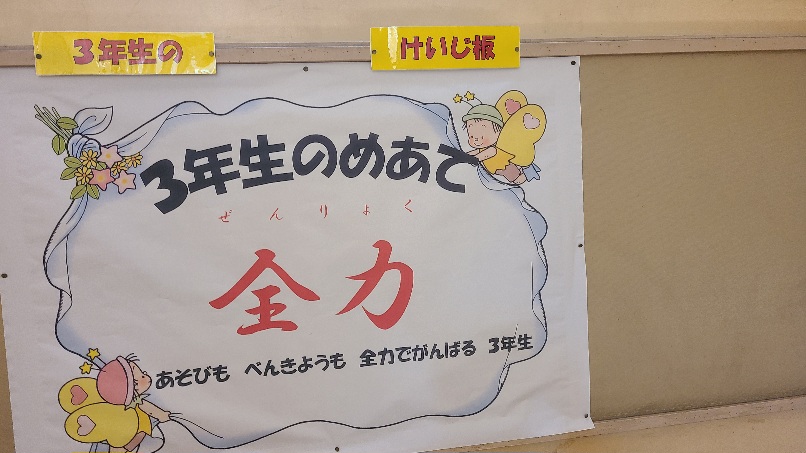 3年生の けいじ板
3年生のめあて
ぜんりょく
全力
あそびも べんきょうも 全力でがんばる 3年生